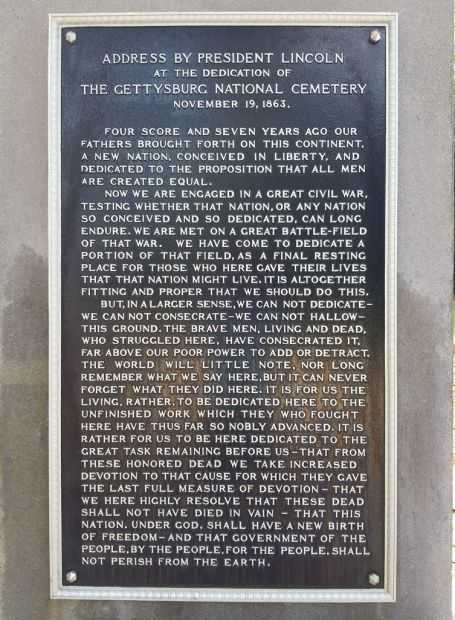 ADDRESS BY PRESIDENT LINCOLN
AT THE DEDICATION OF
THE GETTYSBURG NATIONAL CEMETERY
NOVEMBER 19, 1863.
FOUR SCORE AND SEVEN YEARS AGO OUR
FATHERS BROUGHT FORTH ON THIS CONTINENT,
A NEW NATION, CONCEIVED IN LIBERTY, AND
DEDICATED TO THE PROPOSITION THAT ALL MEN
ARE CREATED EQUAL.
NOW WE ARE ENGAGED IN A GREAT CIVIL WAR,
TESTING WHETHER THAT NATION, OR ANY NATION
SO CONCEIVED AND SO DEDICATED, CAN LONG
ENDURE. WE ARE MET ON A GREAT BATTLE-FIELD
OF THAT WAR. WE HAVE COME TO DEDICATE A
PORTION OF THAT FIELD, AS A FINAL RESTING
PLACE FOR THOSE WHO HERE GAVE THEIR LIVES
THAT THAT NATION MIGHT LIVE. IT IS ALTOGETHER
FITTING AND PROPER THAT WE SHOULD DO THIS.
BUT, IN A LARGER SENSE, WE CAN NOT DEDICATE–
WE CAN NOT CONSECRATE–WE CAN NOT HALLOW–
THIS GROUND. THE BRAVE MEN, LIVING AND DEAD,
WHO STRUGGLED HERE, HAVE CONSECRATED IT,
FAR ABOVE OUR POOR POWER TO ADD OR DETRACT.
THE WORLD WILL LITTLE NOTE, NOR LONG
REMEMBER WHAT WE SAY HERE, BUT IT CAN NEVER
FORGET WHAT THEY DID HERE. IT IS FOR US THE
LIVING, RATHER, TO BE DEDICATED HERE TO THE
UNFINISHED WORK WHICH THEY WHO FOUGHT
HERE HAVE THUS FAR SO NOBLY ADVANCED. IT IS
RATHER FOR US TO BE HERE DEDICATED TO THE
GREAT TASK REMAINING BEFORE US – THAT FROM
THESE HONORED DEAD WE TAKE INCREASED
DEVOTION TO THAT CAUSE FOR WHICH THEY GAVE
THE LAST FULL MEASURE OF DEVOTION – THAT
WE HERE HIGHLY RESOLVE THAT THESE DEAD
SHALL NOT HAVE DIED IN VAIN – THAT THIS
NATION, UNDER GOD, SHALL HAVE A NEW BIRTH
OF FREEDOM – AND THAT GOVERNMENT OF THE
PEOPLE, BY THE PEOPLE, FOR THE PEOPLE, SHALL
NOT PERISH FROM THE EARTH.